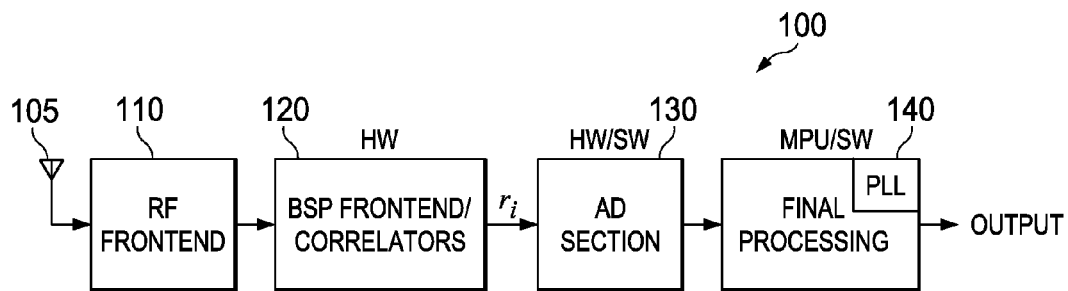 100
105
110
120
130
140
HW
HW/SW
MPU/SW
RF
FRONTEND
BSP FRONTEND/
CORRELATORS
r_i
AD
SECTION
PLL
FINAL
PROCESSING
OUTPUT